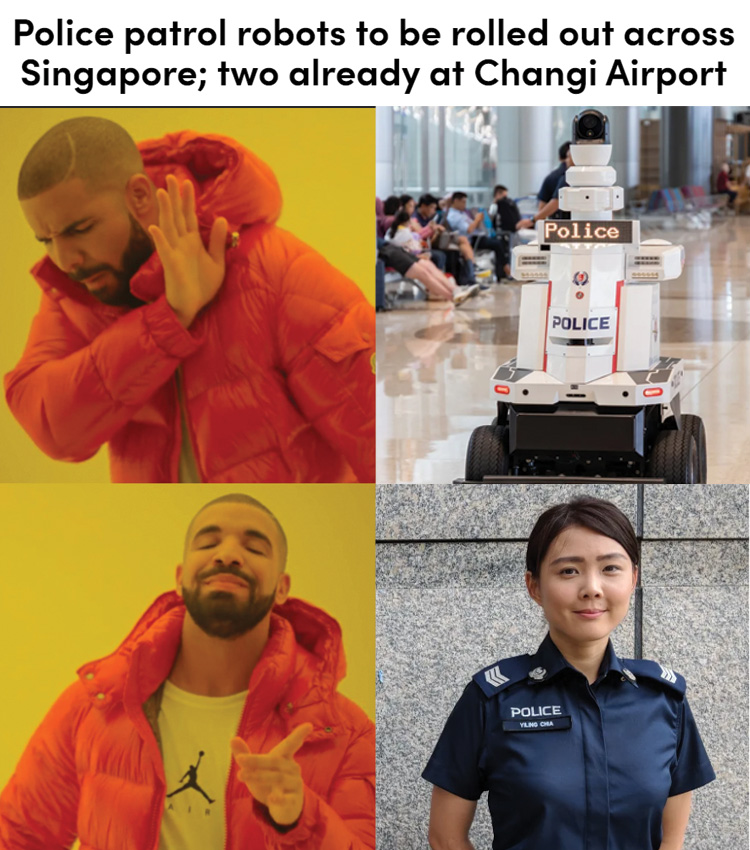 Police patrol robots to be rolled out across
Singapore; two already at Changi Airport
Police
POLICE
POLICE
YILING CHIA
AIR